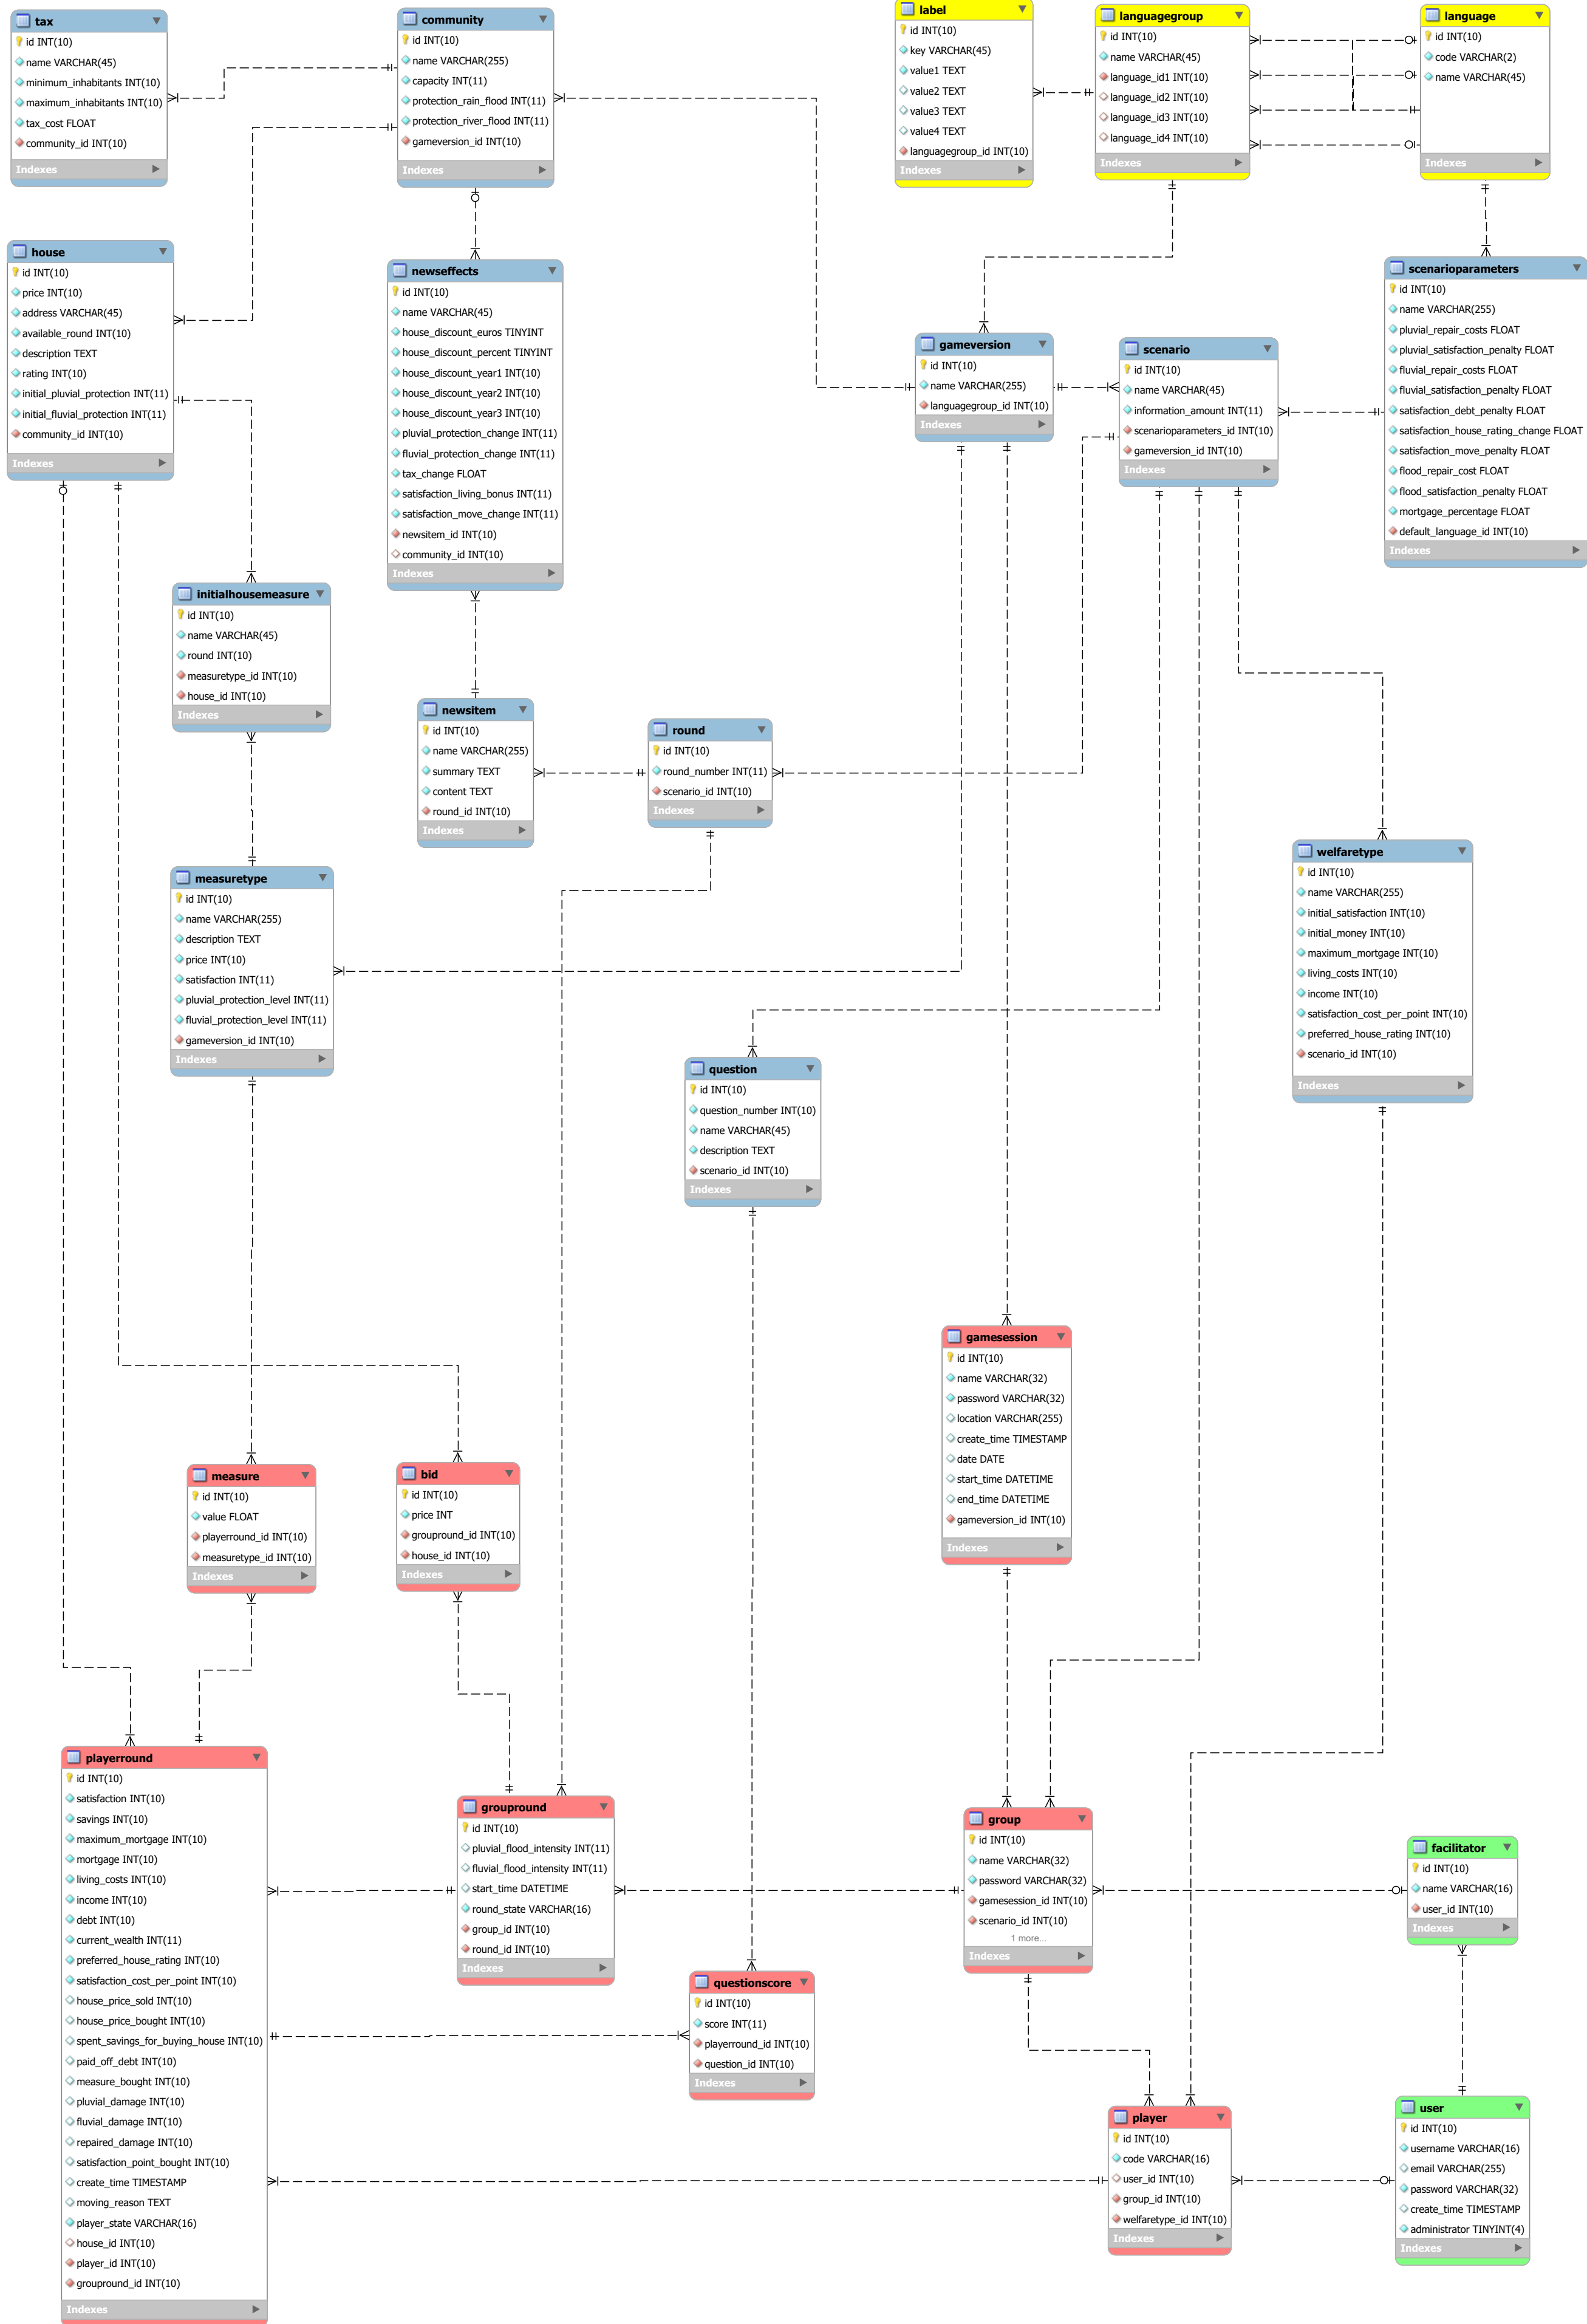 tax
id INT(10)
name VARCHAR(45)
minimum_inhabitants INT(10)
maximum_inhabitants INT(10)
tax_cost FLOAT
community_id INT(10)
Indexes
community
id INT(10)
name VARCHAR(255)
capacity INT(11)
protection_rain_flood INT(11)
protection_river_flood INT(11)
gameversion_id INT(10)
Indexes
label
id INT(10)
key VARCHAR(45)
value1 TEXT
value2 TEXT
value3 TEXT
value4 TEXT
languagegroup_id INT(10)
Indexes
languagegroup
id INT(10)
name VARCHAR(45)
language_id1 INT(10)
language_id2 INT(10)
language_id3 INT(10)
language_id4 INT(10)
Indexes
language
id INT(10)
code VARCHAR(2)
name VARCHAR(45)
Indexes
house
id INT(10)
price INT(10)
address VARCHAR(45)
available_round INT(10)
description TEXT
rating INT(10)
initial_pluvial_protection INT(11)
initial_fluvial_protection INT(11)
community_id INT(10)
Indexes
newseffects
id INT(10)
name VARCHAR(45)
house_discount_euros TINYINT
house_discount_percent TINYINT
house_discount_year1 INT(10)
house_discount_year2 INT(10)
house_discount_year3 INT(10)
pluvial_protection_change INT(11)
fluvial_protection_change INT(11)
tax_change FLOAT
satisfaction_living_bonus INT(11)
satisfaction_move_change INT(11)
newsitem_id INT(10)
community_id INT(10)
Indexes
gameversion
id INT(10)
name VARCHAR(255)
languagegroup_id INT(10)
Indexes
scenario
id INT(10)
name VARCHAR(45)
information_amount INT(11)
scenarioparameters_id INT(10)
gameversion_id INT(10)
Indexes
scenarioparameters
id INT(10)
name VARCHAR(255)
pluvial_repair_costs FLOAT
pluvial_satisfaction_penalty FLOAT
fluvial_repair_costs FLOAT
fluvial_satisfaction_penalty FLOAT
satisfaction_debt_penalty FLOAT
satisfaction_house_rating_change FLOAT
satisfaction_move_penalty FLOAT
flood_repair_cost FLOAT
flood_satisfaction_penalty FLOAT
mortgage_percentage FLOAT
default_language_id INT(10)
Indexes
initialhousemeasure
id INT(10)
name VARCHAR(45)
round INT(10)
measuretype_id INT(10)
house_id INT(10)
Indexes
newsitem
id INT(10)
name VARCHAR(255)
summary TEXT
content TEXT
round_id INT(10)
Indexes
round
id INT(10)
round_number INT(11)
scenario_id INT(10)
Indexes
measuretype
id INT(10)
name VARCHAR(255)
description TEXT
price INT(10)
satisfaction INT(11)
pluvial_protection_level INT(11)
fluvial_protection_level INT(11)
gameversion_id INT(10)
Indexes
welfaretype
id INT(10)
name VARCHAR(255)
initial_satisfaction INT(10)
initial_money INT(10)
maximum_mortgage INT(10)
living_costs INT(10)
income INT(10)
satisfaction_cost_per_point INT(10)
preferred_house_rating INT(10)
scenario_id INT(10)
Indexes
question
id INT(10)
question_number INT(10)
name VARCHAR(45)
description TEXT
scenario_id INT(10)
Indexes
gamesession
id INT(10)
name VARCHAR(32)
password VARCHAR(32)
location VARCHAR(255)
create_time TIMESTAMP
date DATE
start_time DATETIME
end_time DATETIME
gameversion_id INT(10)
Indexes
measure
id INT(10)
value FLOAT
playerround_id INT(10)
measuretype_id INT(10)
Indexes
bid
id INT(10)
price INT
groupround_id INT(10)
house_id INT(10)
Indexes
playerround
id INT(10)
satisfaction INT(10)
savings INT(10)
maximum_mortgage INT(10)
mortgage INT(10)
living_costs INT(10)
income INT(10)
debt INT(10)
current_wealth INT(11)
preferred_house_rating INT(10)
satisfaction_cost_per_point INT(10)
house_price_sold INT(10)
house_price_bought INT(10)
spent_savings_for_buying_house INT(10)
paid_off_debt INT(10)
measure_bought INT(10)
pluvial_damage INT(10)
fluvial_damage INT(10)
repaired_damage INT(10)
satisfaction_point_bought INT(10)
create_time TIMESTAMP
moving_reason TEXT
player_state VARCHAR(16)
house_id INT(10)
player_id INT(10)
groupround_id INT(10)
Indexes
groupround
id INT(10)
pluvial_flood_intensity INT(11)
fluvial_flood_intensity INT(11)
start_time DATETIME
round_state VARCHAR(16)
group_id INT(10)
round_id INT(10)
Indexes
group
id INT(10)
name VARCHAR(32)
password VARCHAR(32)
gamesession_id INT(10)
scenario_id INT(10)
1 more...
Indexes
facilitator
id INT(10)
name VARCHAR(16)
user_id INT(10)
Indexes
questionscore
id INT(10)
score INT(11)
playerround_id INT(10)
question_id INT(10)
Indexes
player
id INT(10)
code VARCHAR(16)
user_id INT(10)
group_id INT(10)
welfaretype_id INT(10)
Indexes
user
id INT(10)
username VARCHAR(16)
email VARCHAR(255)
password VARCHAR(32)
create_time TIMESTAMP
administrator TINYINT(4)
Indexes